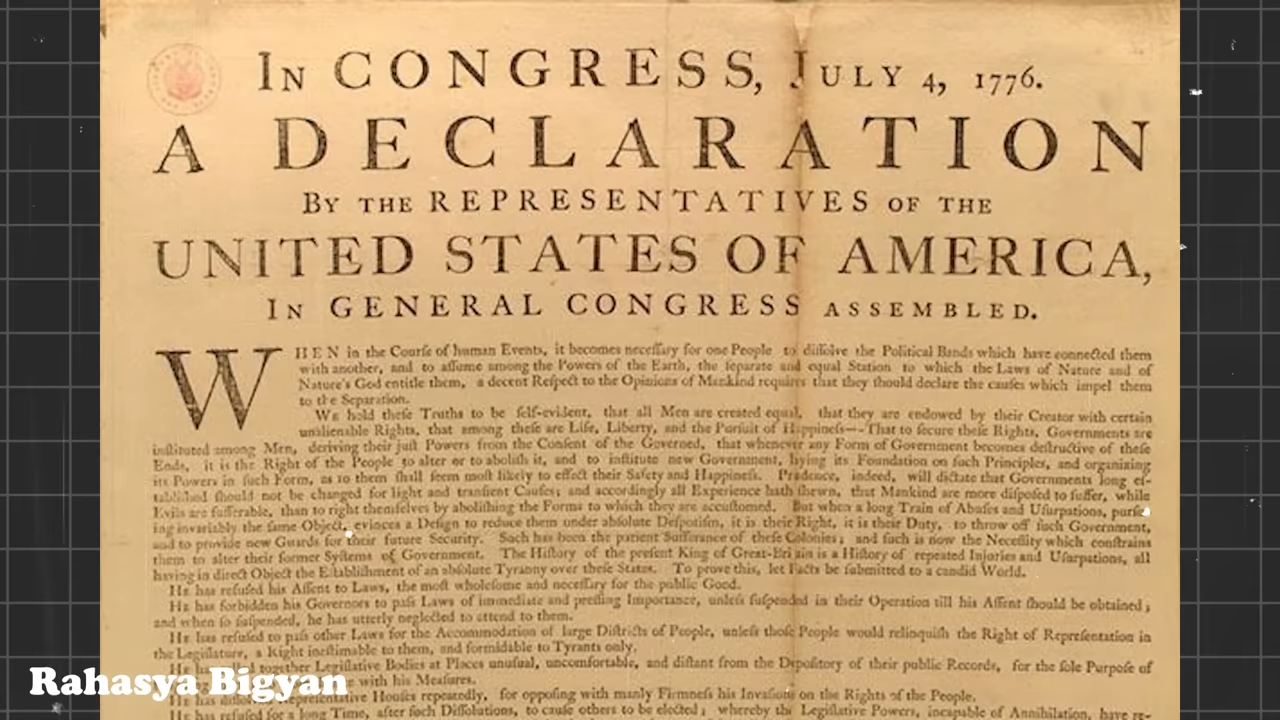 In CONGRESS, July 4, 1776.
A DECLARATION
By the REPRESENTATIVES of the
UNITED STATES OF AMERICA,
In GENERAL CONGRESS assembled.
WHEN in the Courſe of human Events, it becomes neceſſary for one People to diſſolve the Political Bands which have connected them
with another, and to aſſume among the Powers of the Earth, the ſeparate and equal Station to which the Laws of Nature and of
Nature's God entitle them, a decent Reſpect to the Opinions of Mankind requires that they ſhould declare the cauſes which impel them
to the Separation.
We hold theſe Truths to be ſelf-evident, that all Men are created equal, that they are endowed by their Creator with certain
unalienable Rights, that among theſe are Life, Liberty, and the Purſuit of Happineſs--That to ſecure theſe Rights, Governments are
inſtituted among Men, deriving their juſt Powers from the Conſent of the Governed, that whenever any Form of Government becomes deſtructive of theſe
Ends, it is the Right of the People to alter or to aboliſh it, and to inſtitute new Government, laying its Foundation on ſuch Principles, and organizing
its Powers in ſuch Form, as to them ſhall ſeem moſt likely to effect their Safety and Happineſs. Prudence, indeed, will dictate that Governments long eſ-
tabliſhed ſhould not be changed for light and tranſient Cauſes; and accordingly all Experience hath ſhewn, that Mankind are more diſpoſed to ſuffer, while
Evils are ſufferable, than to right themſelves by aboliſhing the Forms to which they are accuſtomed. But when a long Train of Abuſes and Uſurpations, purſu-
ing invariably the ſame Object, evinces a Deſign to reduce them under abſolute Deſpotiſm, it is their Right, it is their Duty, to throw off ſuch Government,
and to provide new Guards for their future Security. Such has been the patient Sufferance of theſe Colonies; and ſuch is now the Neceſſity which conſtrains
them to alter their former Syſtems of Government. The Hiſtory of the preſent King of Great-Britain is a Hiſtory of repeated Injuries and Uſurpations, all
having in direct Object the Eſtabliſhment of an abſolute Tyranny over theſe States. To prove this, let Facts be ſubmitted to a candid World.
He has refuſed his Aſſent to Laws, the moſt wholeſome and neceſſary for the public Good.
He has forbidden his Governors to paſs Laws of immediate and preſſing Importance, unleſs ſuſpended in their Operation till his Aſſent ſhould be obtained;
and when ſo ſuſpended, he has utterly neglected to attend to them.
He has refuſed to paſs other Laws for the Accommodation of large Diſtricts of People, unleſs thoſe People would relinquiſh the Right of Repreſentation in
the Legiſlature, a Right ineſtimable to them, and formidable to Tyrants only.
He has called together Legiſlative Bodies at Places unuſual, uncomfortable, and diſtant from the Depoſitory of their public Records, for the ſole Purpoſe of
with his Meaſures.
He has Repreſentative Houſes repeatedly, for oppoſing with manly Firmneſs his Invaſions on the Rights of the People.
He has refuſed for a long Time, after ſuch Diſſolutions, to cauſe others to be elected; whereby the Legiſlative Powers, incapable of Annihilation, have re-
Rahasya Bigyan